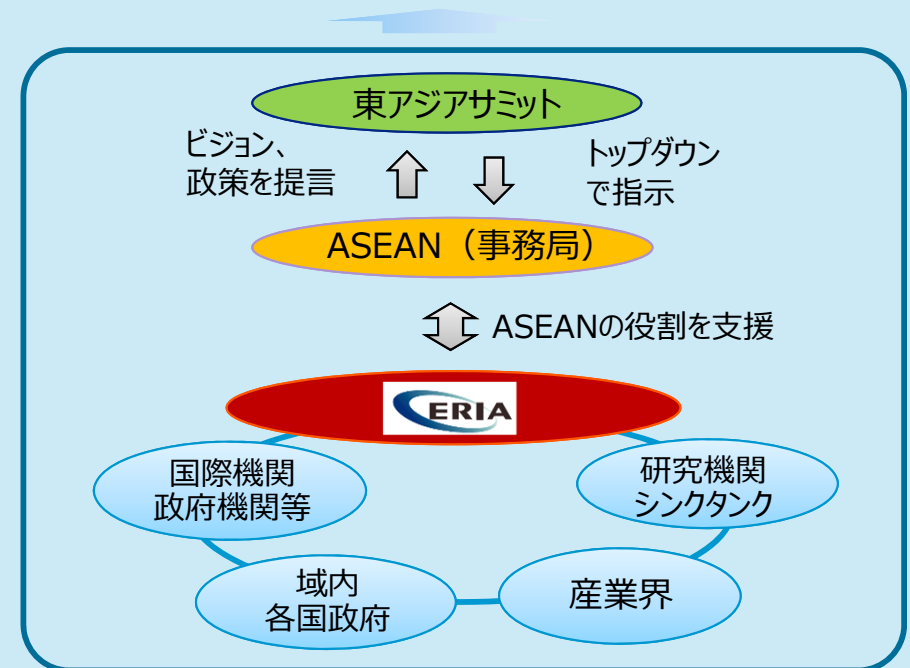 東アジアサミット
ビジョン、
政策を提言
トップダウン
で指示
ASEAN（事務局）
ASEANの役割を支援
ERIA
国際機関
政府機関等
研究機関
シンクタンク
域内
各国政府
産業界